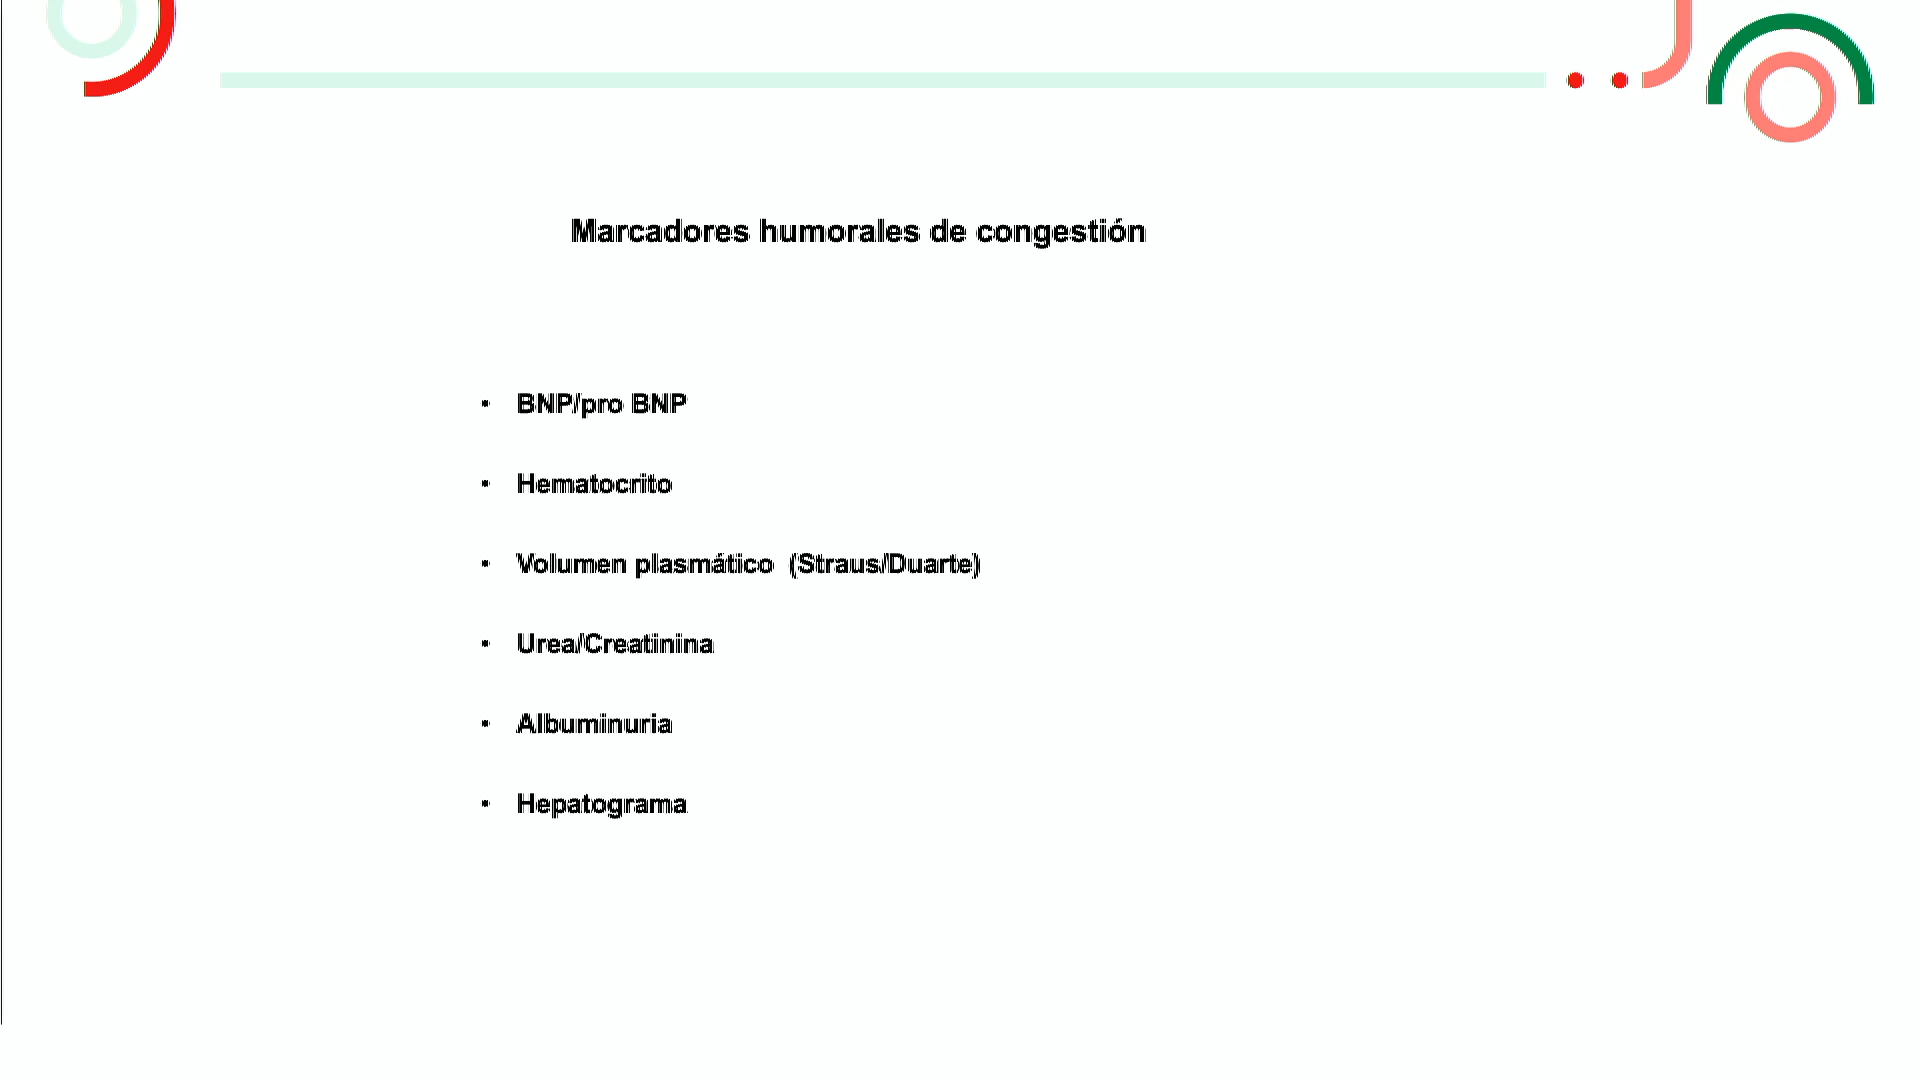 Marcadores humorales de congestión
• BNP/pro BNP
• Hematocrito
• Volumen plasmático (Straus/Duarte)
• Urea/Creatinina
• Albuminuria
• Hepatograma